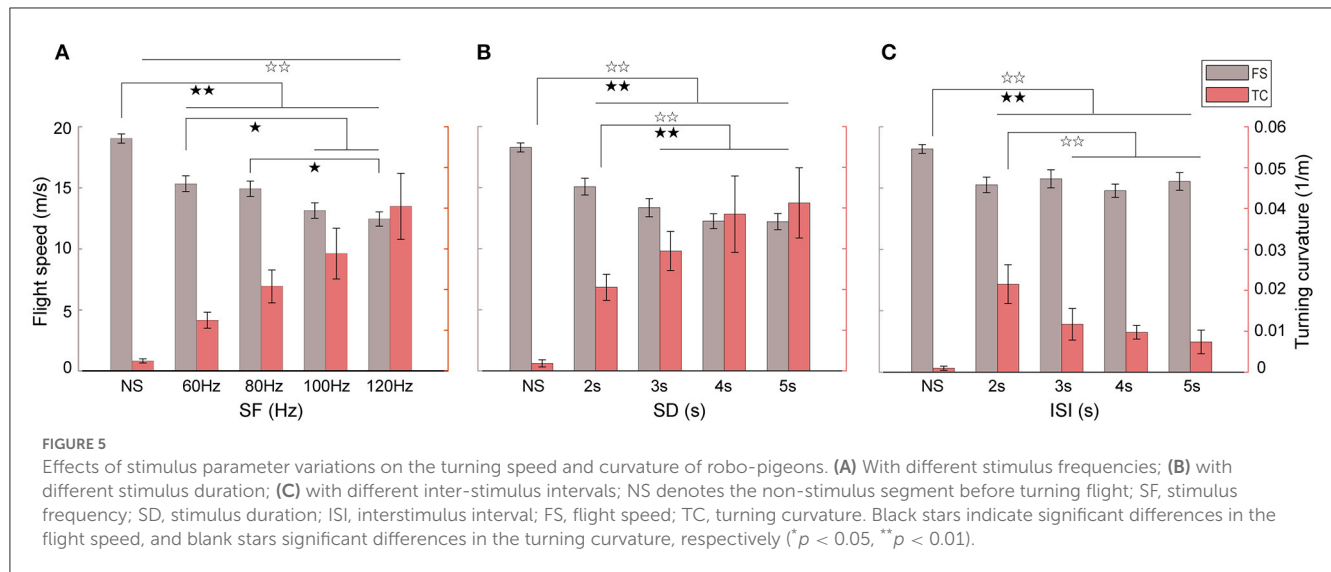 A
B
C
☆☆
★★
★
★
☆☆
★★
☆☆
★★
☆☆
★★
☆☆
FS
TC
20
15
10
5
0
Flight speed (m/s)
0.06
0.05
0.04
0.03
0.02
0.01
0
Turning curvature (1/m)
NS 60Hz 80Hz 100Hz 120Hz
SF (Hz)
NS 2s 3s 4s 5s
SD (s)
NS 2s 3s 4s 5s
ISI (s)
FIGURE 5
Effects of stimulus parameter variations on the turning speed and curvature of robo-pigeons. (A) With different stimulus frequencies; (B) with
different stimulus duration; (C) with different inter-stimulus intervals; NS denotes the non-stimulus segment before turning flight; SF, stimulus
frequency; SD, stimulus duration; ISI, interstimulus interval; FS, flight speed; TC, turning curvature. Black stars indicate significant differences in the
flight speed, and blank stars significant differences in the turning curvature, respectively (*p < 0.05, **p < 0.01).